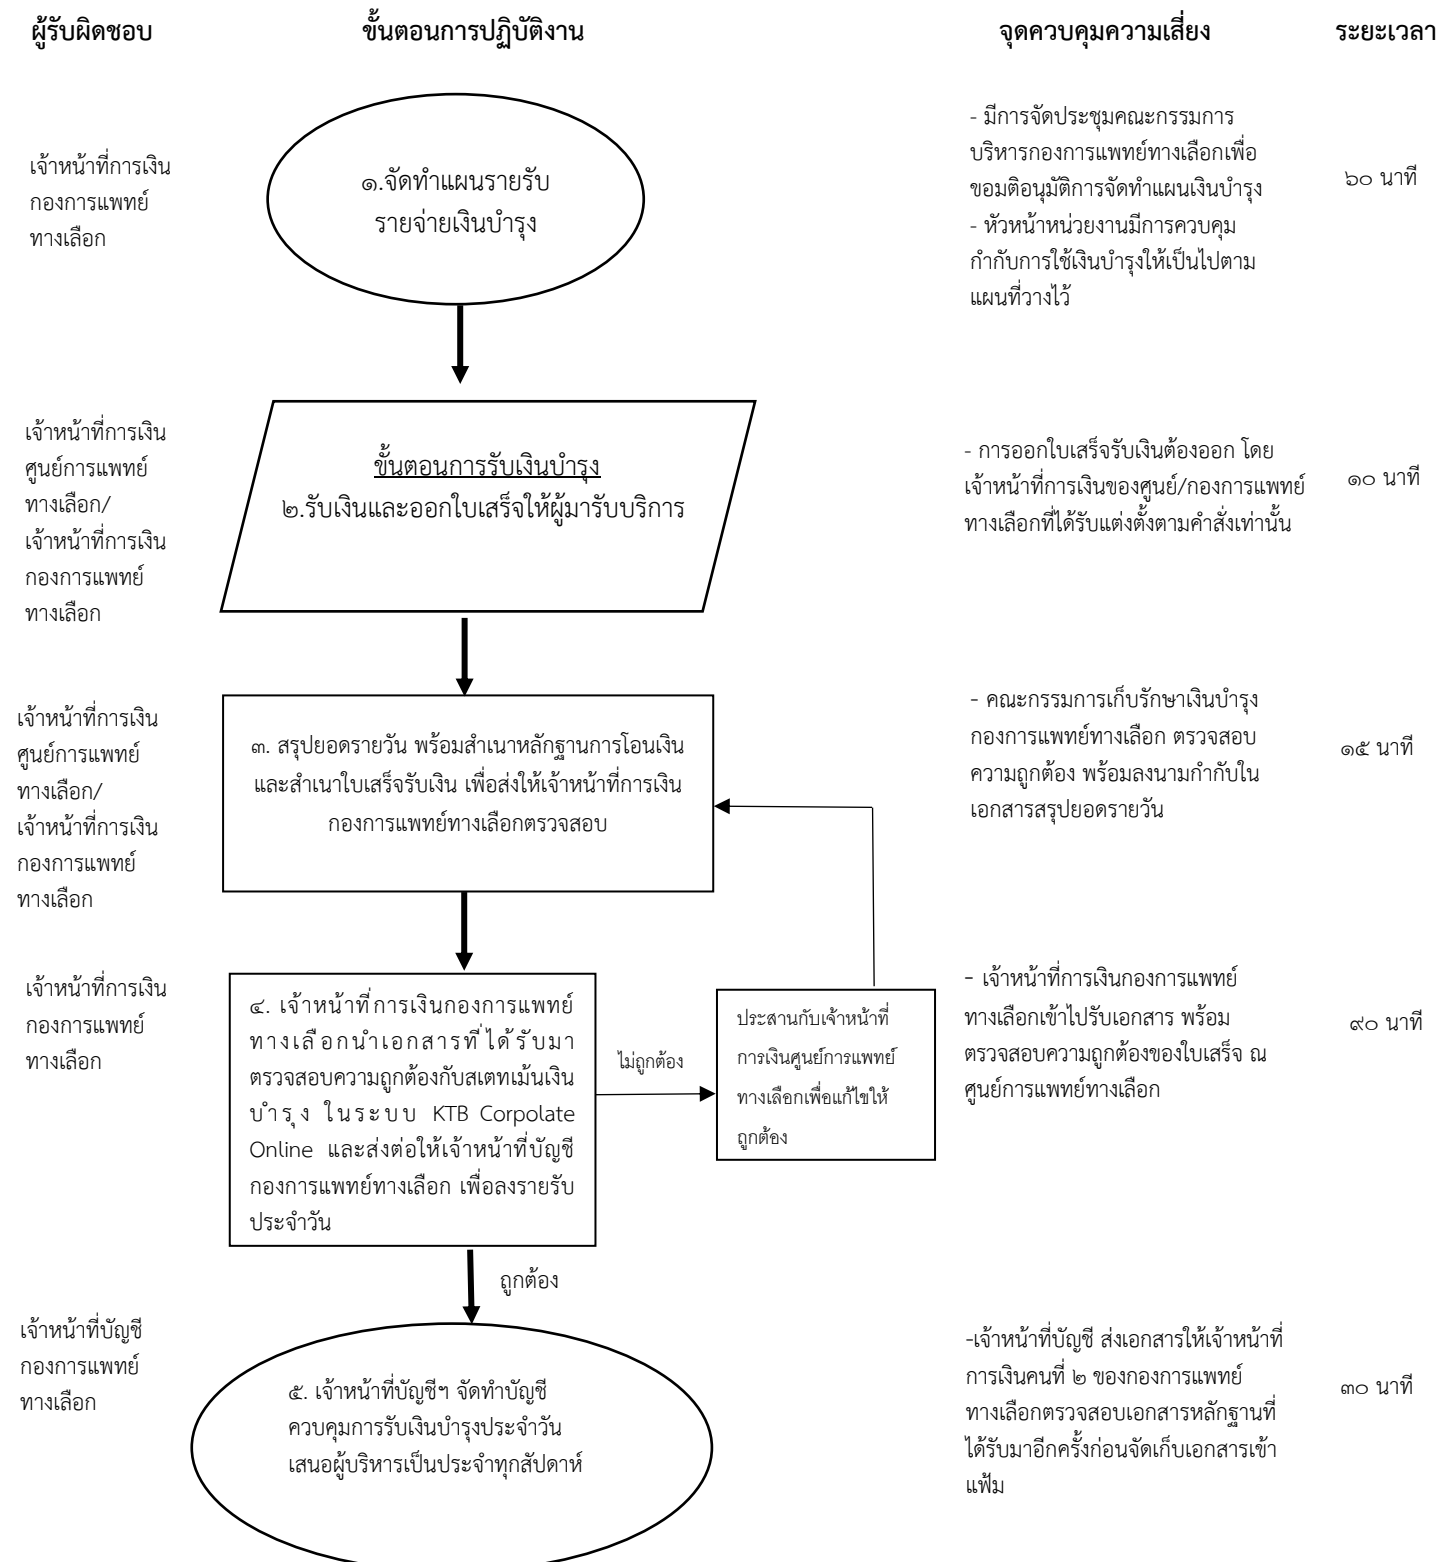 ผู้รับผิดชอบ
ขั้นตอนการปฏิบัติงาน
จุดควบคุมความเสี่ยง
ระยะเวลา
เจ้าหน้าที่การเงิน
กองการแพทย์
ทางเลือก
๑.จัดทำแผนรายรับ
รายจ่ายเงินบำรุง
- มีการจัดประชุมคณะกรรมการ
บริหารกองการแพทย์ทางเลือกเพื่อ
ขอมติอนุมัติการจัดทำแผนเงินบำรุง
- หัวหน้าหน่วยงานมีการควบคุม
กำกับการใช้เงินบำรุงให้เป็นไปตาม
แผนที่วางไว้
๖๐ นาที
เจ้าหน้าที่การเงิน
ศูนย์การแพทย์
ทางเลือก/
เจ้าหน้าที่การเงิน
กองการแพทย์
ทางเลือก
ขั้นตอนการรับเงินบำรุง
๒.รับเงินและออกใบเสร็จให้ผู้มารับบริการ
- การออกใบเสร็จรับเงินต้องออก โดย
เจ้าหน้าที่การเงินของศูนย์/กองการแพทย์
ทางเลือกที่ได้รับแต่งตั้งตามคำสั่งเท่านั้น
๑๐ นาที
เจ้าหน้าที่การเงิน
ศูนย์การแพทย์
ทางเลือก/
เจ้าหน้าที่การเงิน
กองการแพทย์
ทางเลือก
๓. สรุปยอดรายวัน พร้อมสำเนาหลักฐานการโอนเงิน
และสำเนาใบเสร็จรับเงิน เพื่อส่งให้เจ้าหน้าที่การเงิน
กองการแพทย์ทางเลือกตรวจสอบ
- คณะกรรมการเก็บรักษาเงินบำรุง
กองการแพทย์ทางเลือก ตรวจสอบ
ความถูกต้อง พร้อมลงนามกำกับใน
เอกสารสรุปยอดรายวัน
๑๕ นาที
เจ้าหน้าที่การเงิน
กองการแพทย์
ทางเลือก
๔. เจ้าหน้าที่การเงินกองการแพทย์
ทางเลือกนำเอกสารที่ได้รับมา
ตรวจสอบความถูกต้องกับสเตทเม้นเงิน
บำรุง ในระบบ KTB Corpolate
Online และส่งต่อให้เจ้าหน้าที่บัญชี
กองการแพทย์ทางเลือก เพื่อลงรายรับ
ประจำวัน
ไม่ถูกต้อง
ประสานกับเจ้าหน้าที่
การเงินศูนย์การแพทย์
ทางเลือกเพื่อแก้ไขให้
ถูกต้อง
- เจ้าหน้าที่การเงินกองการแพทย์
ทางเลือกเข้าไปรับเอกสาร พร้อม
ตรวจสอบความถูกต้องของใบเสร็จ ณ
ศูนย์การแพทย์ทางเลือก
๙๐ นาที
ถูกต้อง
เจ้าหน้าที่บัญชี
กองการแพทย์
ทางเลือก
๕. เจ้าหน้าที่บัญชีฯ จัดทำบัญชี
ควบคุมการรับเงินบำรุงประจำวัน
เสนอผู้บริหารเป็นประจำทุกสัปดาห์
-เจ้าหน้าที่บัญชี ส่งเอกสารให้เจ้าหน้าที่
การเงินคนที่ ๒ ของกองการแพทย์
ทางเลือกตรวจสอบเอกสารหลักฐานที่
ได้รับมาอีกครั้งก่อนจัดเก็บเอกสารเข้า
แฟ้ม
๓๐ นาที